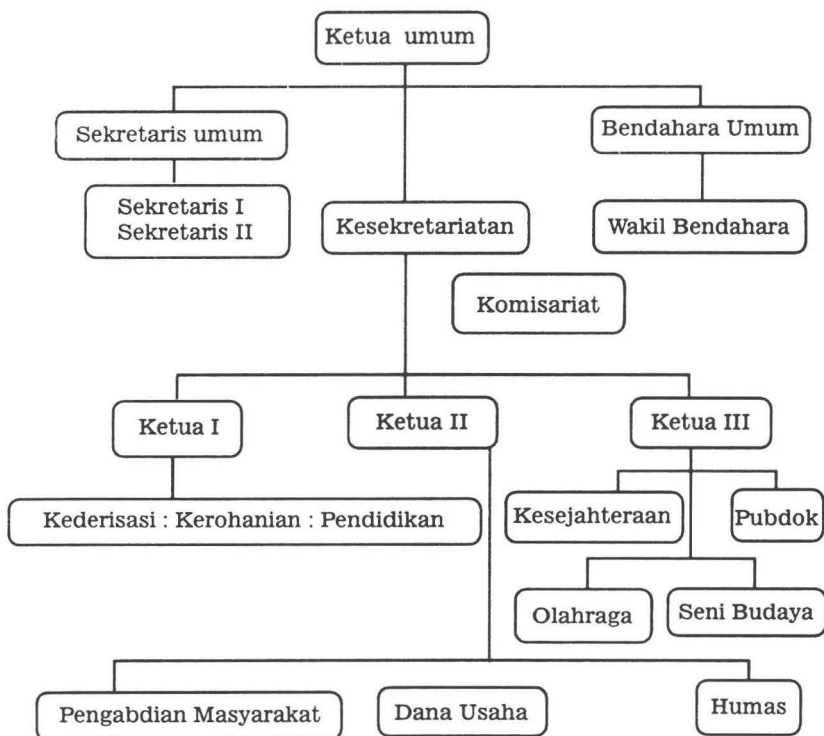 Ketua umum
Sekretaris umum
Bendahara Umum
Sekretaris I
Sekretaris II
Kesekretariatan
Wakil Bendahara
Komisariat
Ketua I
Ketua II
Ketua III
Kederisasi : Kerohanian : Pendidikan
Kesejahteraan
Pubdok
Olahraga
Seni Budaya
Pengabdian Masyarakat
Dana Usaha
Humas